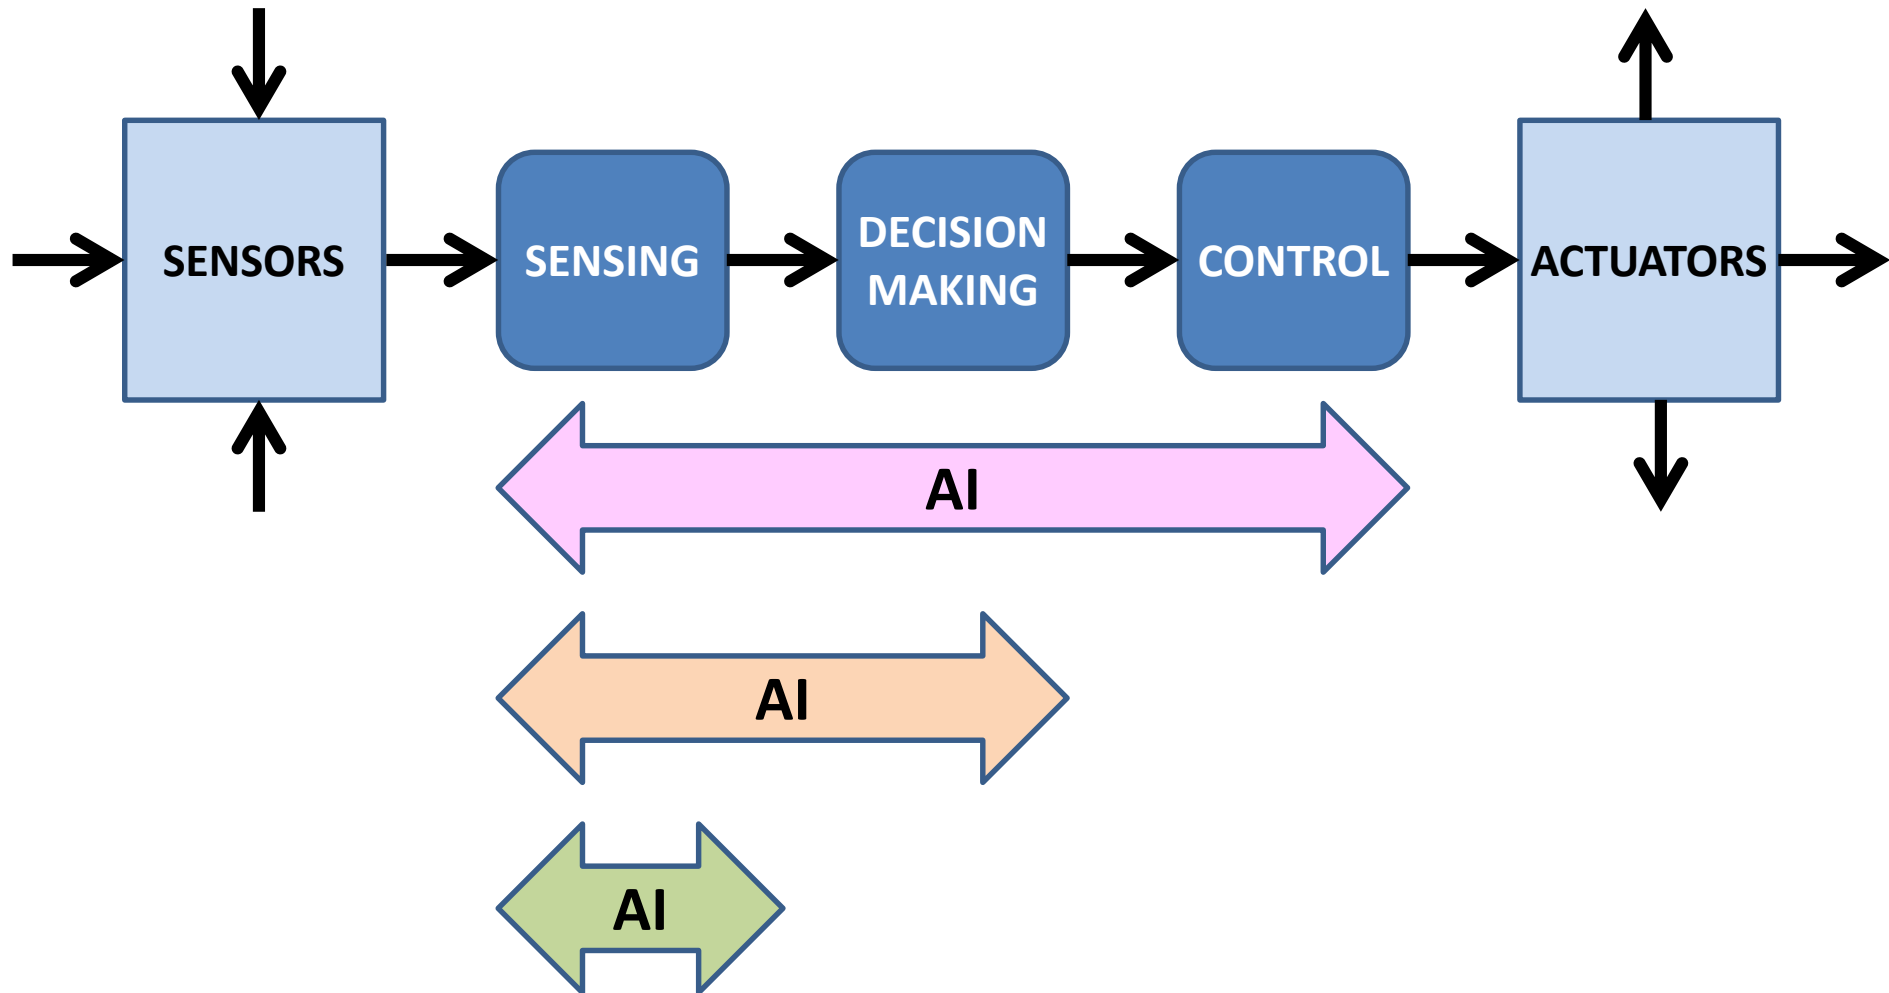 SENSORS
SENSING
DECISION
MAKING
CONTROL
ACTUATORS
AI
AI
AI